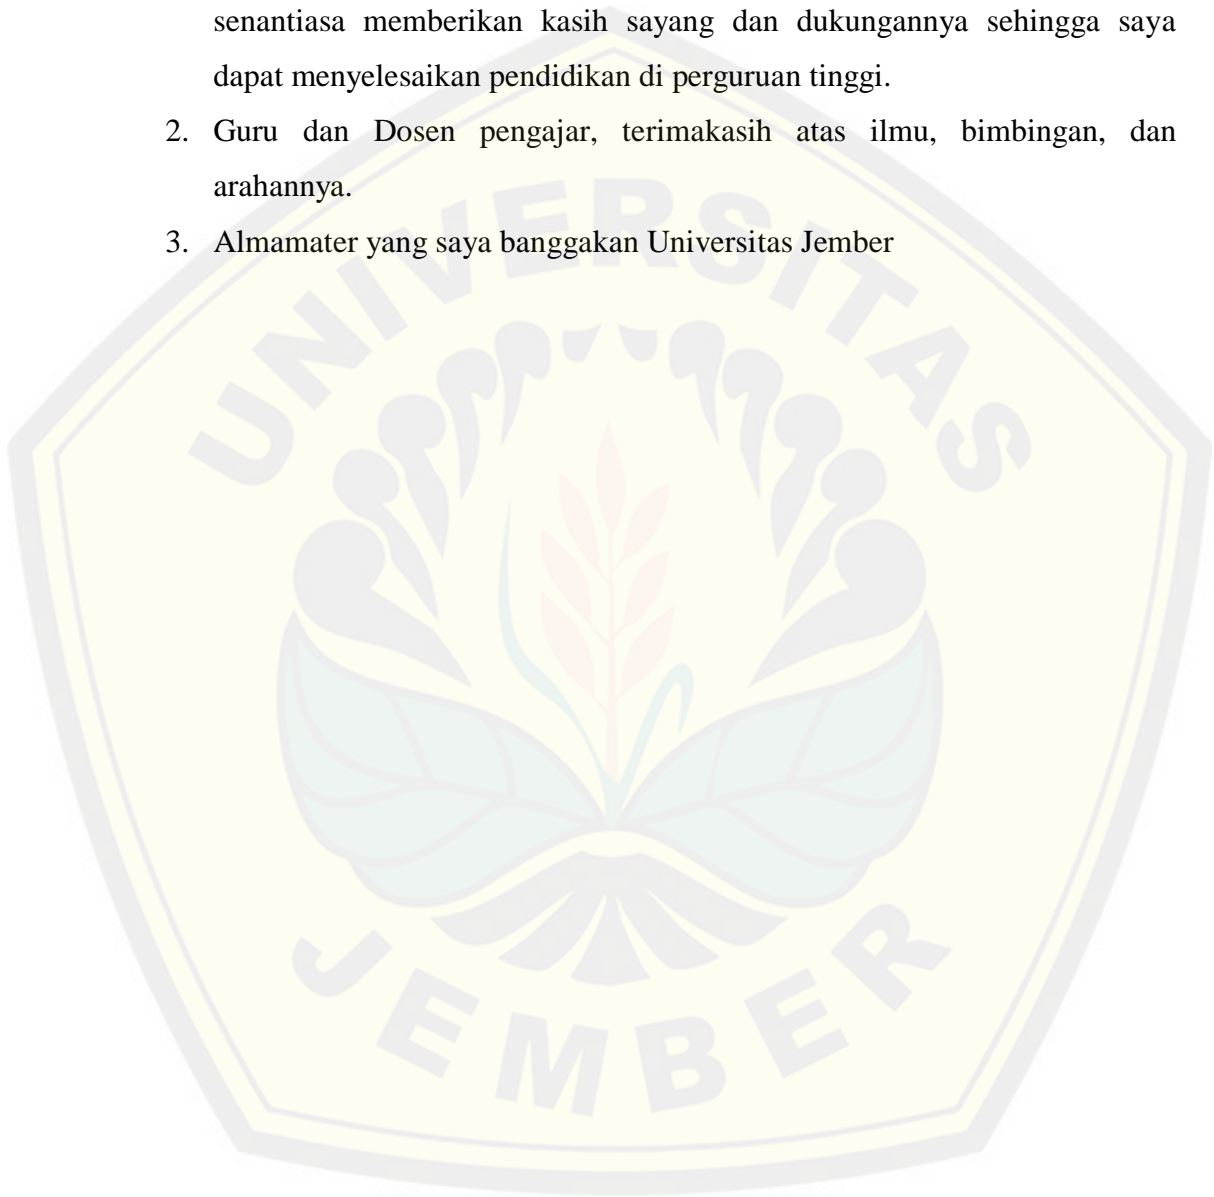 senantiasa memberikan kasih sayang dan dukungannya sehingga saya
dapat menyelesaikan pendidikan di perguruan tinggi.
2. Guru dan Dosen pengajar, terimakasih atas ilmu, bimbingan, dan
arahannya.
3. Almamater yang saya banggakan Universitas Jember
UNIVERSITAS
JEMBER